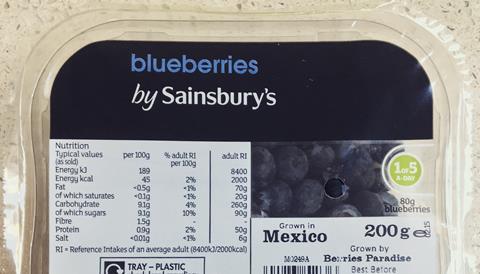 blueberries
by Sainsbury's
Nutrition
Typical values (as sold) per 100g % adult RI per 100g adult RI
Energy kJ 189 8400
Energy kcal 45 2% 2000
Fat <0.5g <1% 70g
of which saturates <0.1g <1% 20g
Carbohydrate 9.1g 4% 260g
of which sugars 9.1g 10% 90g
Fibre 1.5g - -
Protein 0.9g 2% 50g
Salt <0.01g <1% 6g
RI = Reference Intakes of an average adult (8400kJ/2000kcal)
TRAY – PLASTIC
1 of 5
A-DAY
80g
blueberries
Grown in
Mexico
200g e
Grown by
M0249A Berries Paradise
Best Before